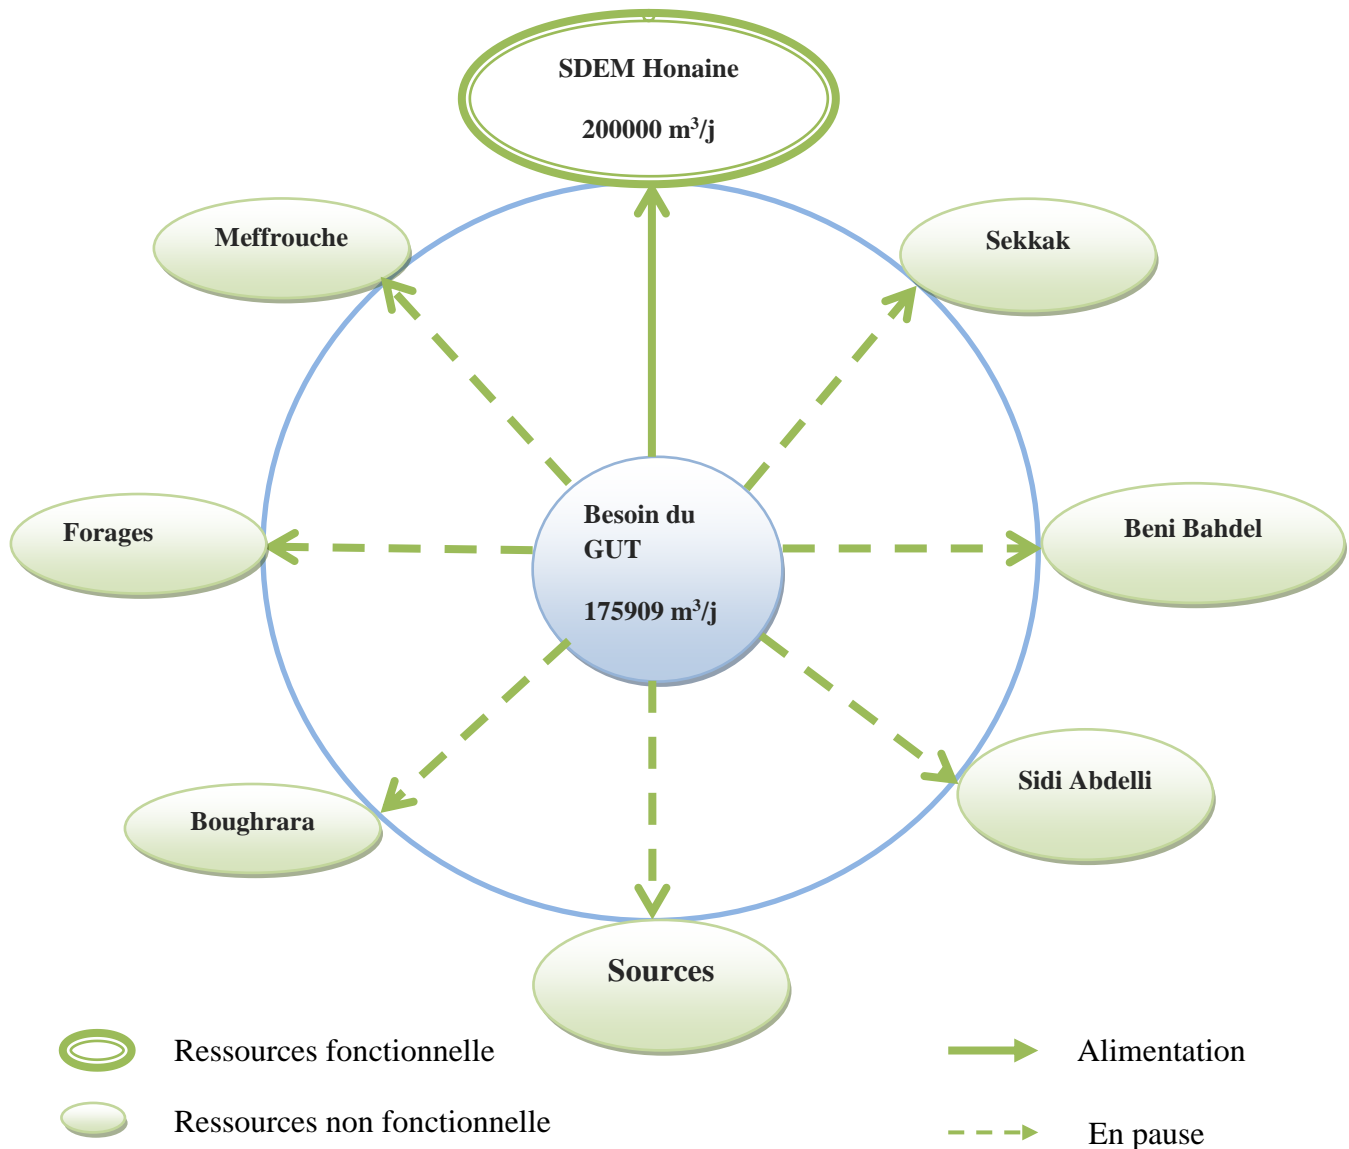 SDEM Honaine
200000 m³/j
Meffrouche
Sekkak
Forages
Besoin du
GUT
175909 m³/j
Beni Bahdel
Boughrara
Sidi Abdelli
Sources
Ressources fonctionnelle
Alimentation
Ressources non fonctionnelle
En pause